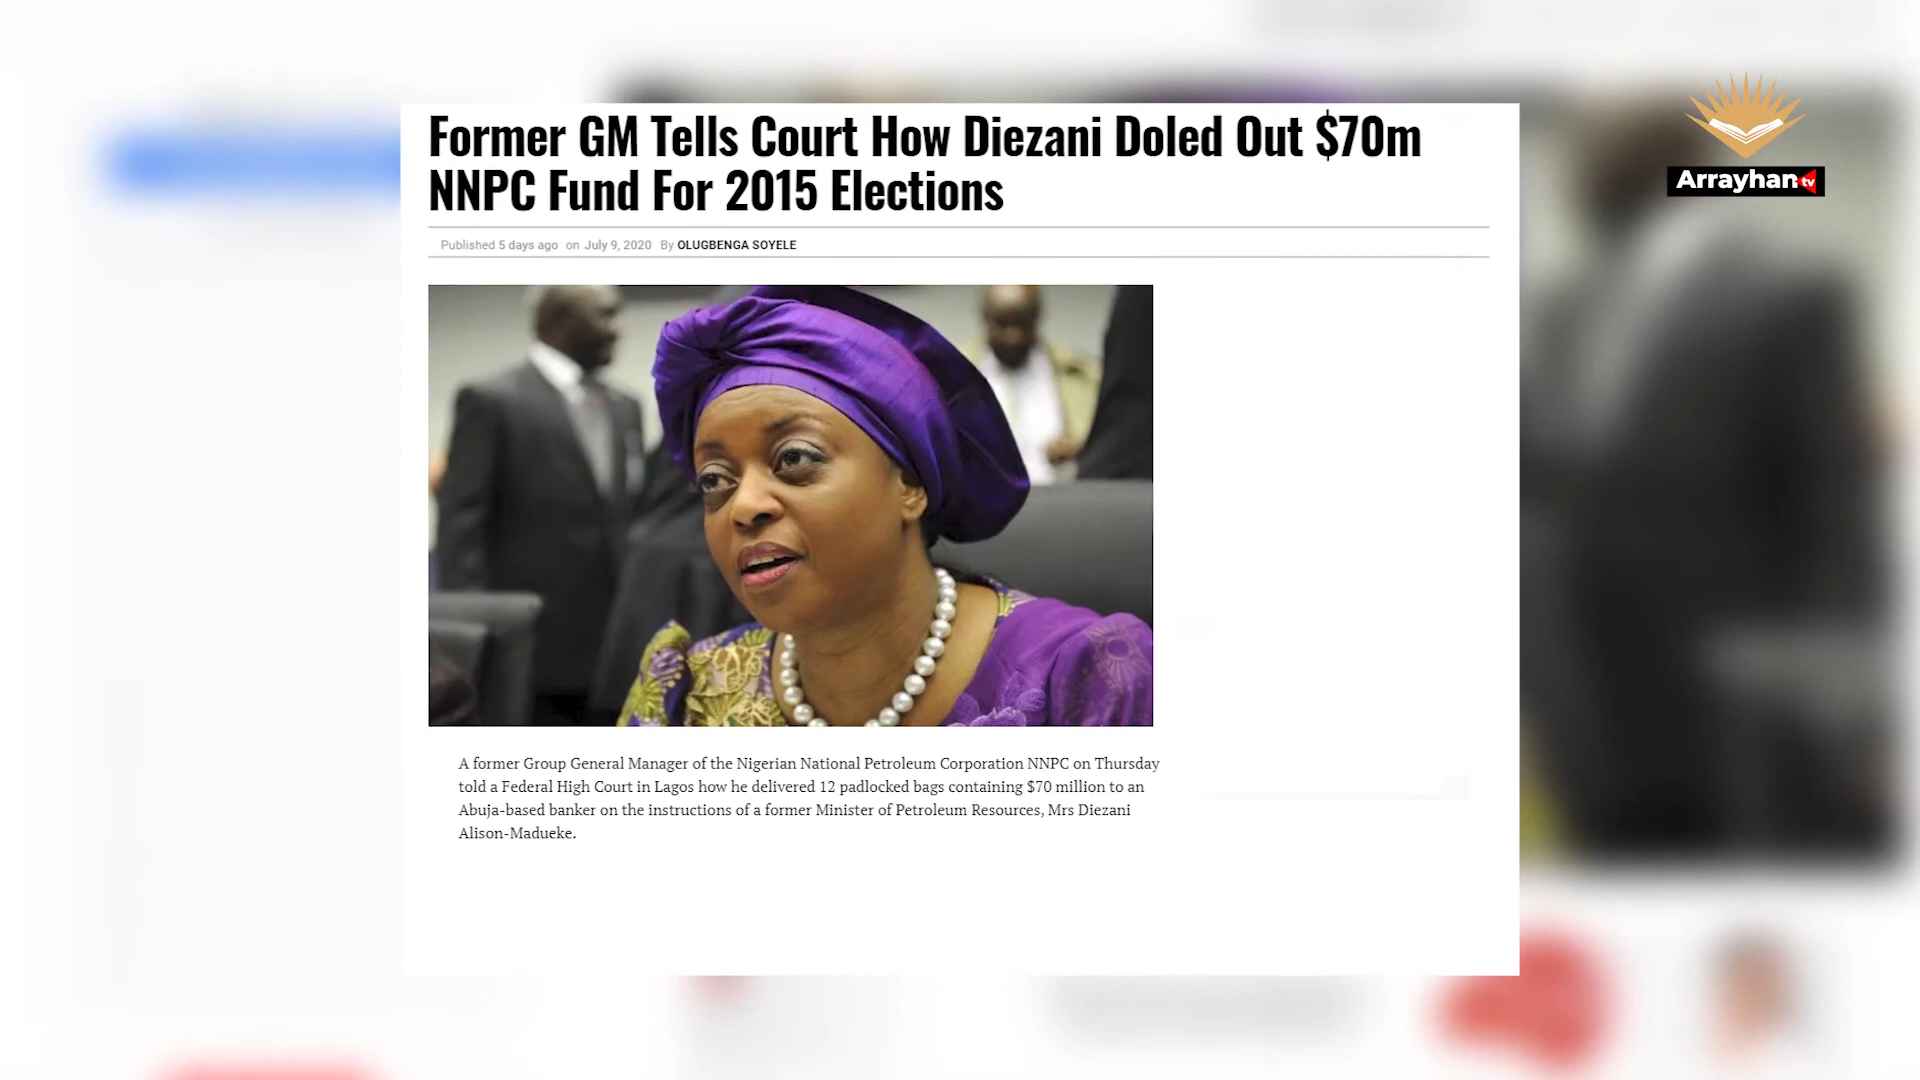 Former GM Tells Court How Diezani Doled Out $70m
NNPC Fund For 2015 Elections
Published 5 days ago on July 9, 2020 By OLUGBENGA SOYELE
A former Group General Manager of the Nigerian National Petroleum Corporation NNPC on Thursday
told a Federal High Court in Lagos how he delivered 12 padlocked bags containing $70 million to an
Abuja-based banker on the instructions of a former Minister of Petroleum Resources, Mrs Diezani
Alison-Madueke.
Arrayhan tv